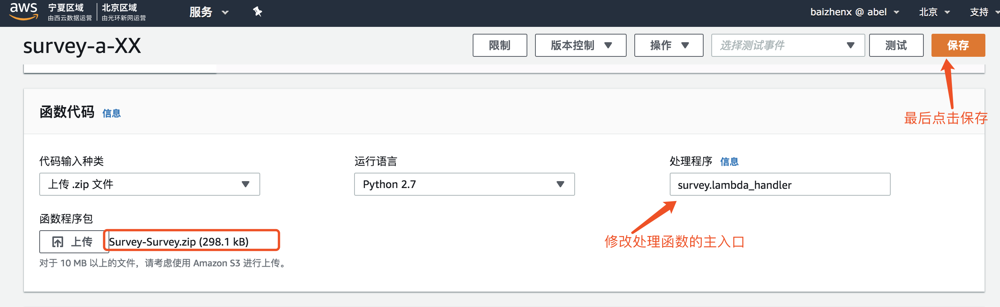 aws 宁夏区域 北京区域 服务 baizhenx @ abel 北京 支持
由西云数据运营 由光环新网运营
survey-a-XX 限制 版本控制 操作 选择测试事件 测试 保存
最后点击保存
函数代码 信息
代码输入种类 运行语言 处理程序 信息
上传 .zip 文件 Python 2.7 survey.lambda_handler
函数程序包
上传 Survey-Survey.zip (298.1 kB)
修改处理函数的主入口
对于 10 MB 以上的文件，请考虑使用 Amazon S3 进行上传。